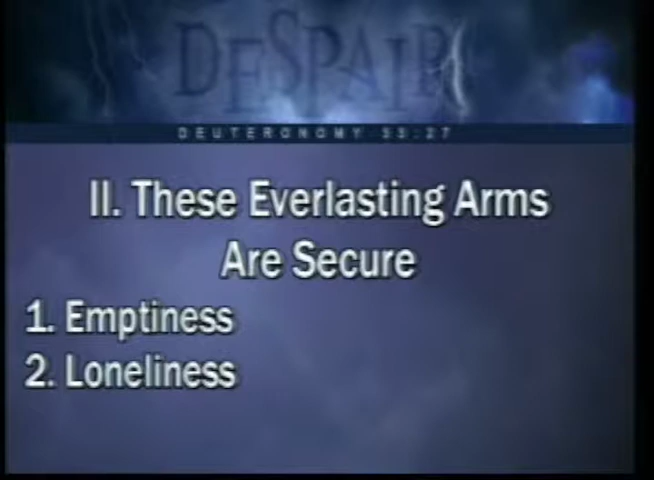 DESPAIR
DEUTERONOMY 33:27
II. These Everlasting Arms
Are Secure
1. Emptiness
2. Loneliness